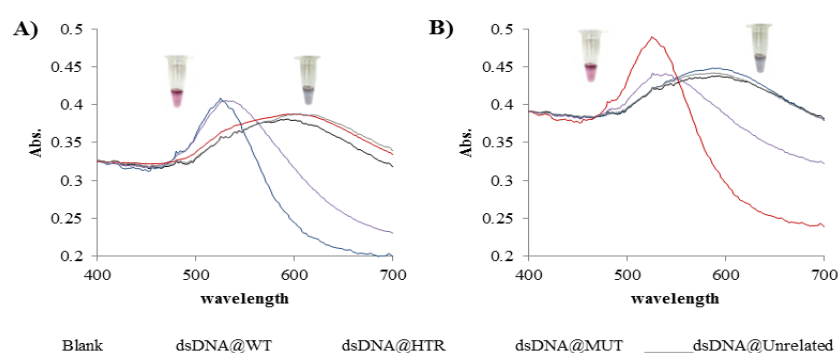 A)
0.5
0.45
0.4
0.35
0.3
0.25
0.2
Abs.
400 500 600 700
wavelength
B)
0.5
0.45
0.4
0.35
0.3
0.25
0.2
Abs.
400 500 600 700
wavelength
Blank dsDNA@WT dsDNA@HTR dsDNA@MUT dsDNA@Unrelated